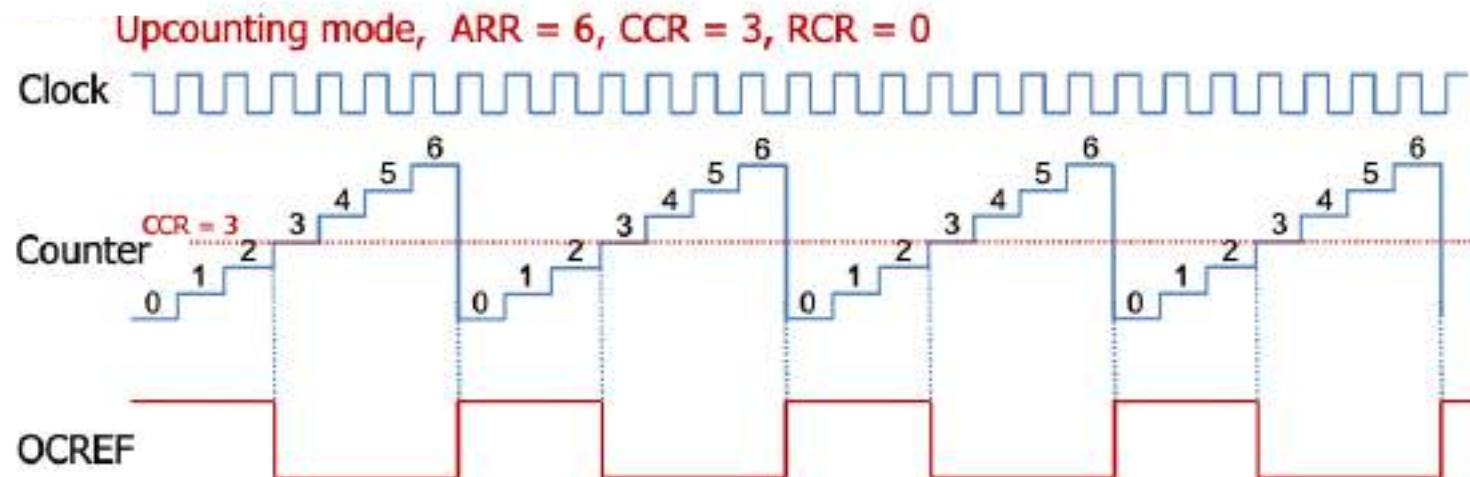 Upcounting mode, ARR = 6, CCR = 3, RCR = 0
Clock
6 6 6 6
5 5 5 5
4 4 4 4
CCR = 3 3 3 3 3
Counter 2 2 2 2
1 1 1 1
0 0 0 0
OCREF